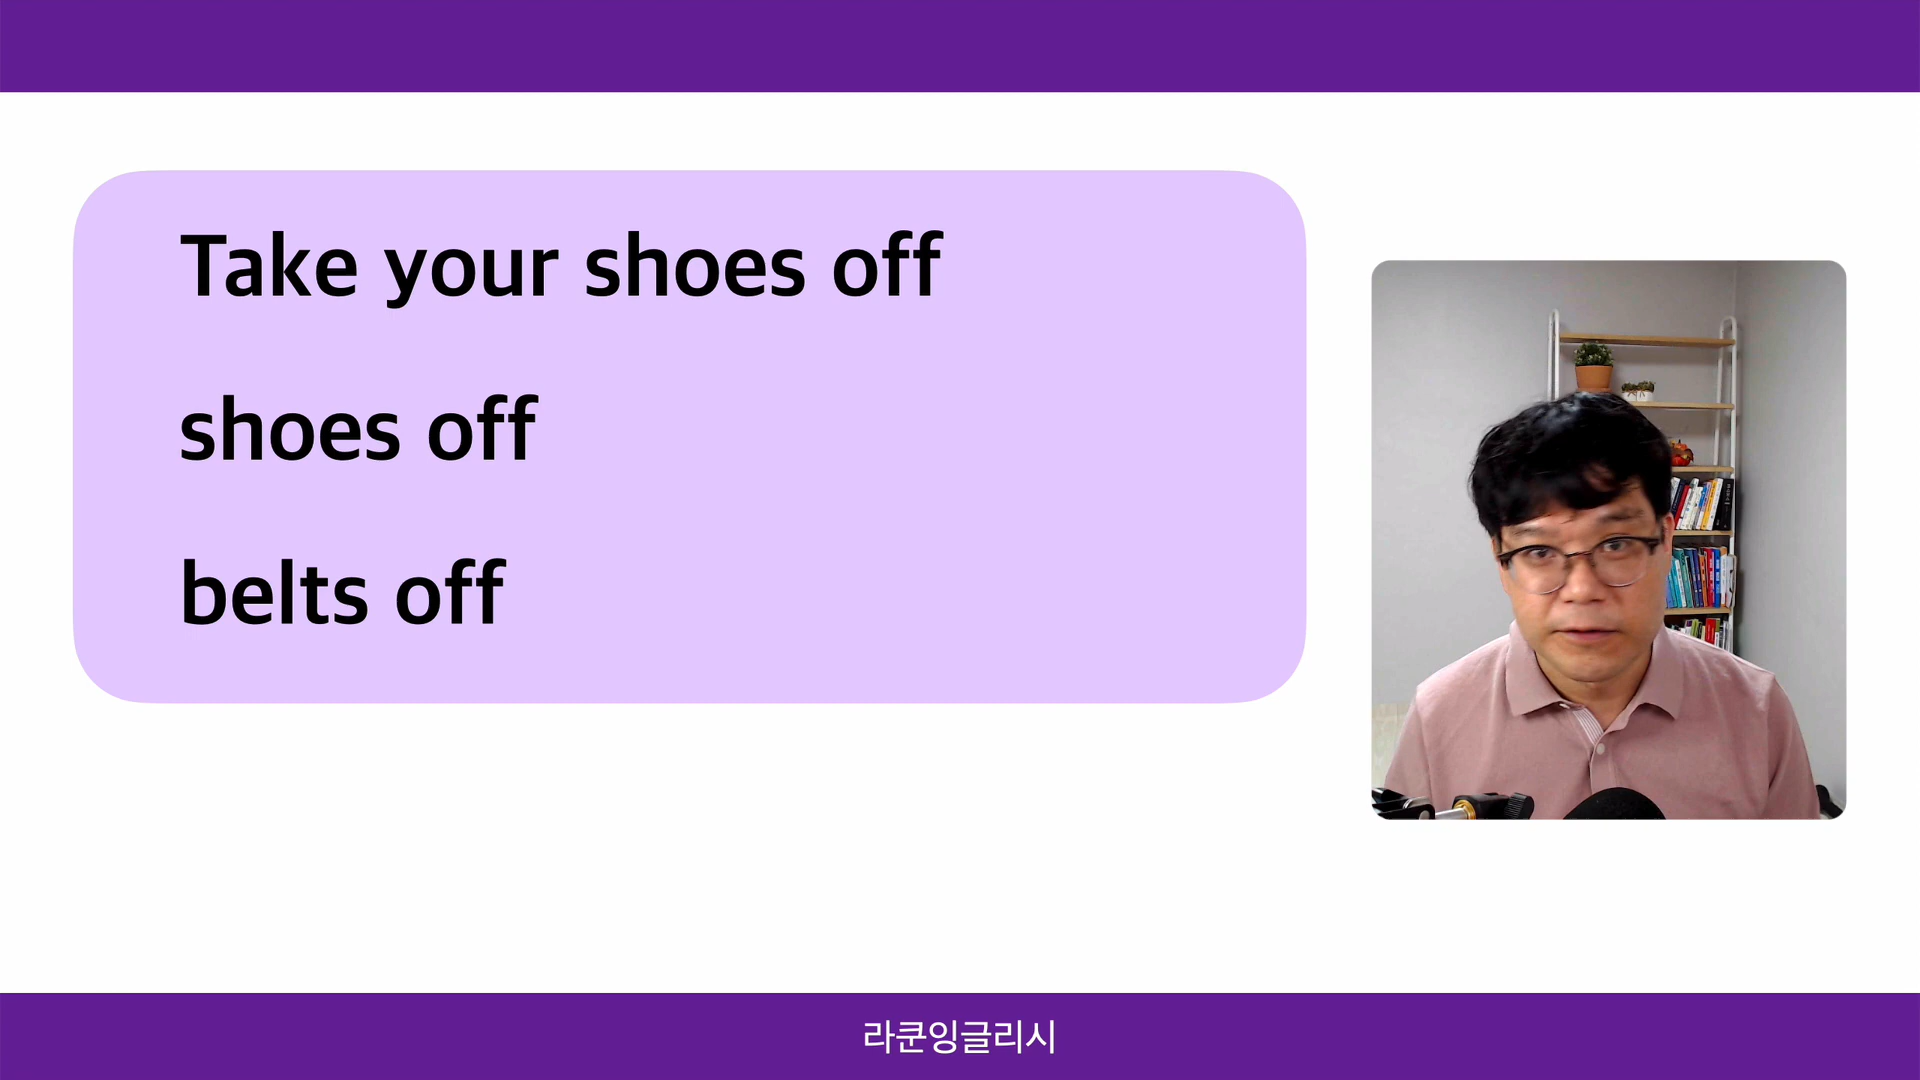 Take your shoes off
shoes off
belts off
라쿤잉글리시